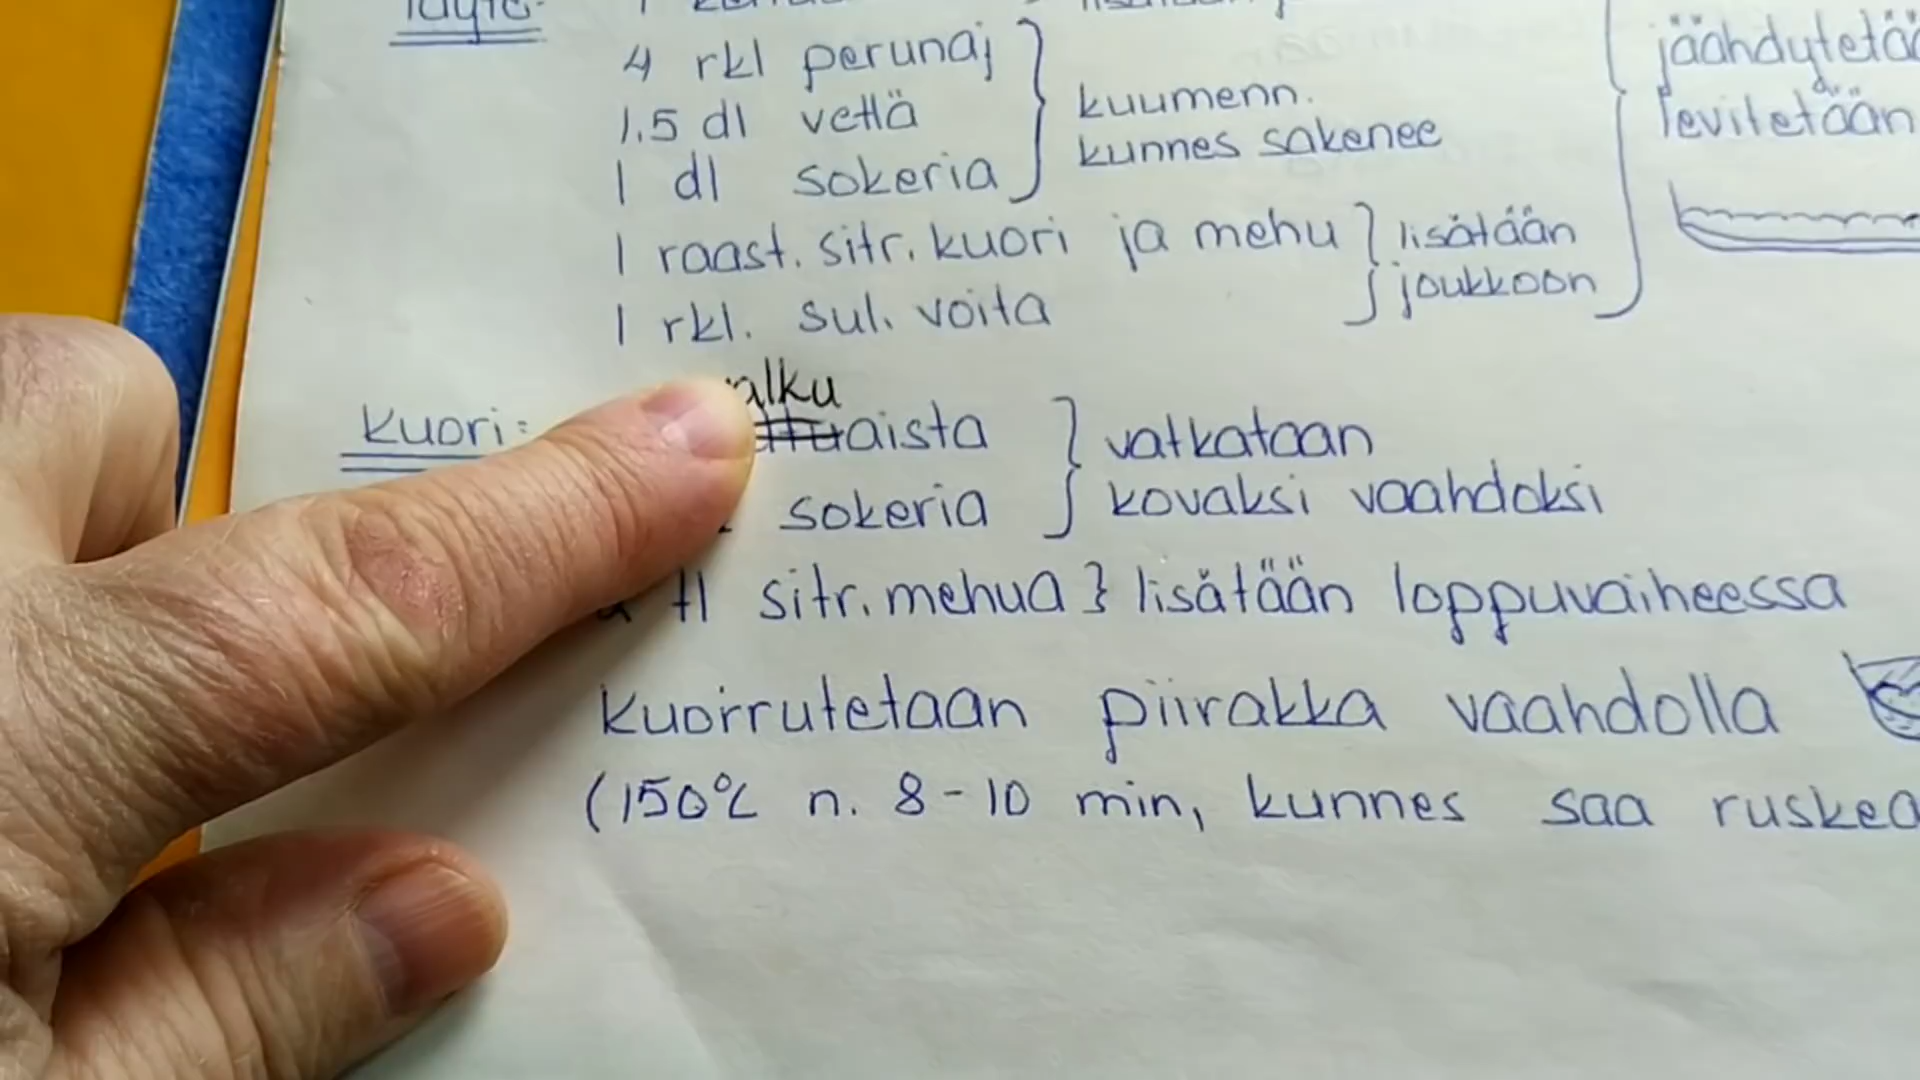 4 rkl perunaj
1.5 dl vettä
1 dl sokeria
kuumenn.
kunnes sakenee
1 raast. sitr. kuori ja mehu
1 rkl. sul. voita
lisätään
joukkoon
jäähdytetää
levitetään
Kuori:
alku
aista
sokeria
vatkataan
kovaksi vaahdoksi
tl sitr. mehua } lisätään loppuvaiheessa
Kuorrutetaan piirakka vaahdolla
(150°C n. 8-10 min, kunnes saa ruskea